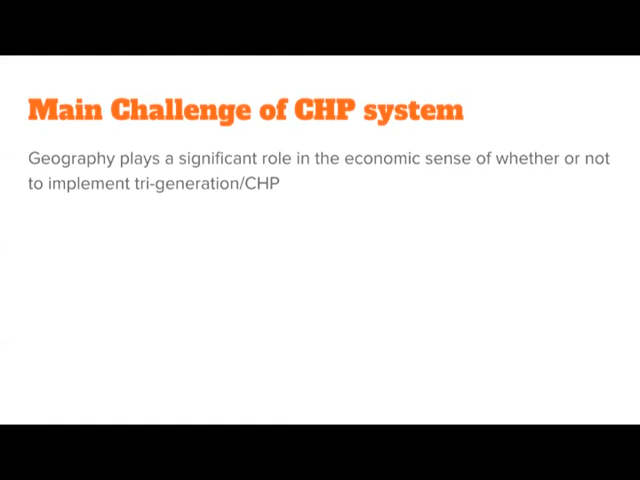 Main Challenge of CHP system
Geography plays a significant role in the economic sense of whether or not
to implement tri-generation/CHP